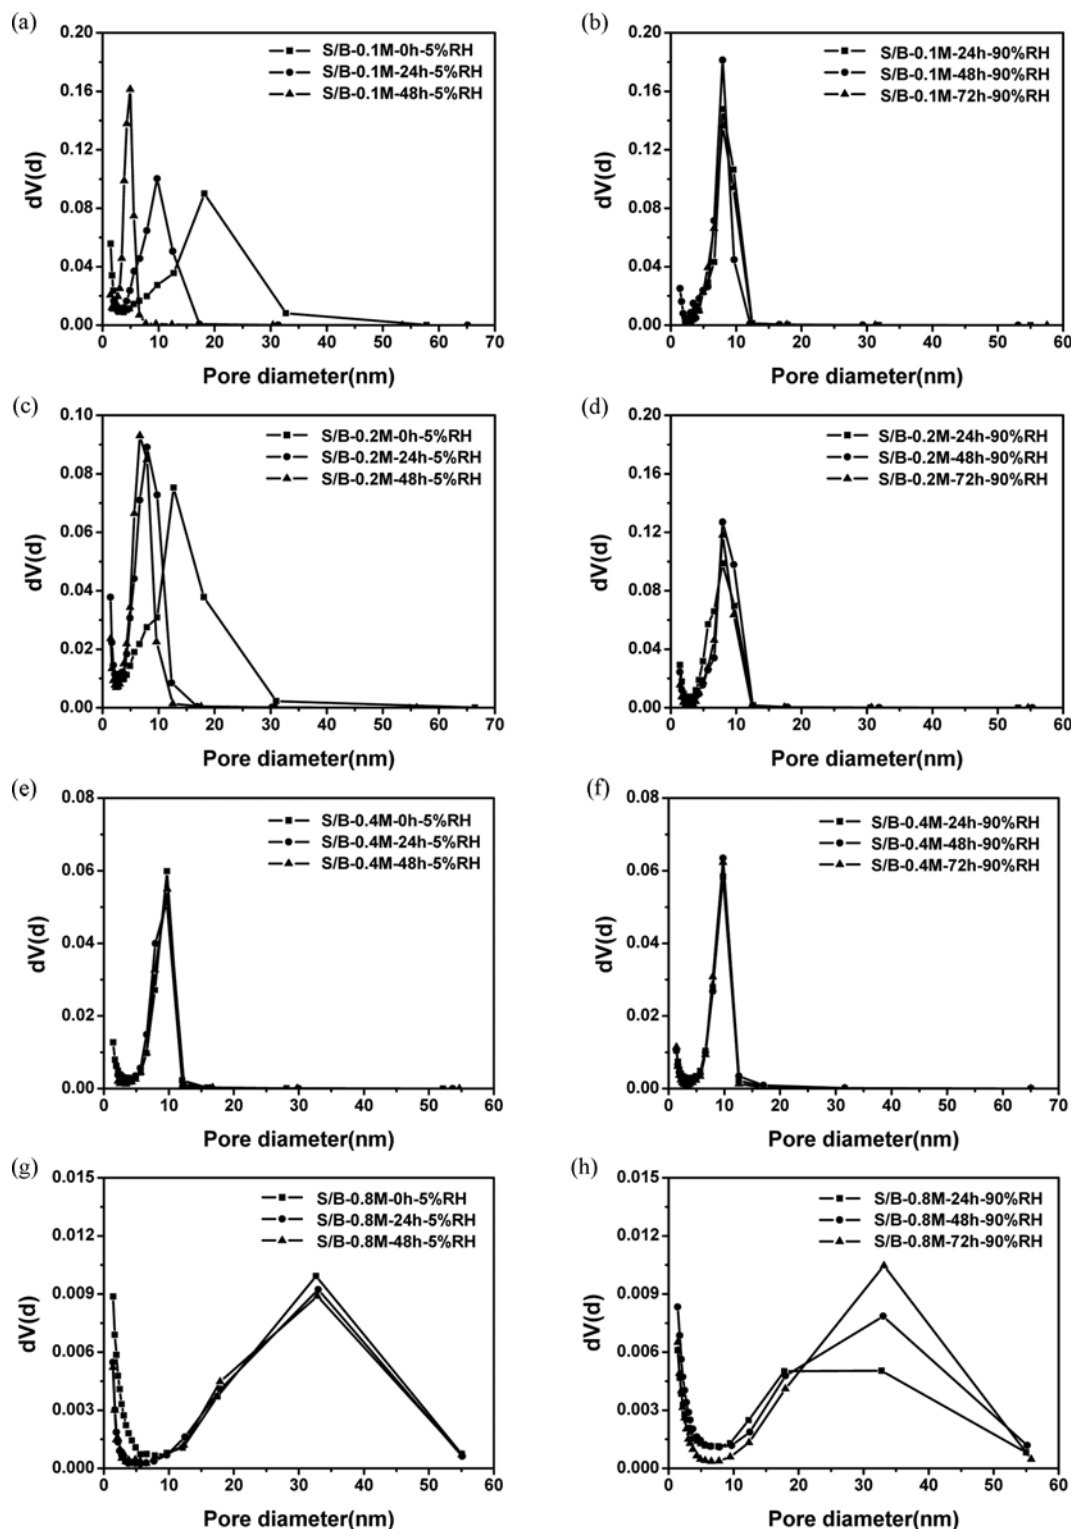 (a)
0.20
0.16
0.12
0.08
0.04
0.00
dV(d)
S/B-0.1M-0h-5%RH
S/B-0.1M-24h-5%RH
S/B-0.1M-48h-5%RH
0 10 20 30 40 50 60 70
Pore diameter(nm)
(b)
0.20
0.16
0.12
0.08
0.04
0.00
dV(d)
S/B-0.1M-24h-90%RH
S/B-0.1M-48h-90%RH
S/B-0.1M-72h-90%RH
0 10 20 30 40 50 60
Pore diameter(nm)
(c)
0.10
0.08
0.06
0.04
0.02
0.00
dV(d)
S/B-0.2M-0h-5%RH
S/B-0.2M-24h-5%RH
S/B-0.2M-48h-5%RH
0 10 20 30 40 50 60 70
Pore diameter(nm)
(d)
0.20
0.16
0.12
0.08
0.04
0.00
dV(d)
S/B-0.2M-24h-90%RH
S/B-0.2M-48h-90%RH
S/B-0.2M-72h-90%RH
0 10 20 30 40 50 60
Pore diameter(nm)
(e)
0.08
0.06
0.04
0.02
0.00
dV(d)
S/B-0.4M-0h-5%RH
S/B-0.4M-24h-5%RH
S/B-0.4M-48h-5%RH
0 10 20 30 40 50 60
Pore diameter(nm)
(f)
0.08
0.06
0.04
0.02
0.00
dV(d)
S/B-0.4M-24h-90%RH
S/B-0.4M-48h-90%RH
S/B-0.4M-72h-90%RH
0 10 20 30 40 50 60 70
Pore diameter(nm)
(g)
0.015
0.012
0.009
0.006
0.003
0.000
dV(d)
S/B-0.8M-0h-5%RH
S/B-0.8M-24h-5%RH
S/B-0.8M-48h-5%RH
0 10 20 30 40 50 60
Pore diameter(nm)
(h)
0.015
0.012
0.009
0.006
0.003
0.000
dV(d)
S/B-0.8M-24h-90%RH
S/B-0.8M-48h-90%RH
S/B-0.8M-72h-90%RH
0 10 20 30 40 50 60
Pore diameter(nm)